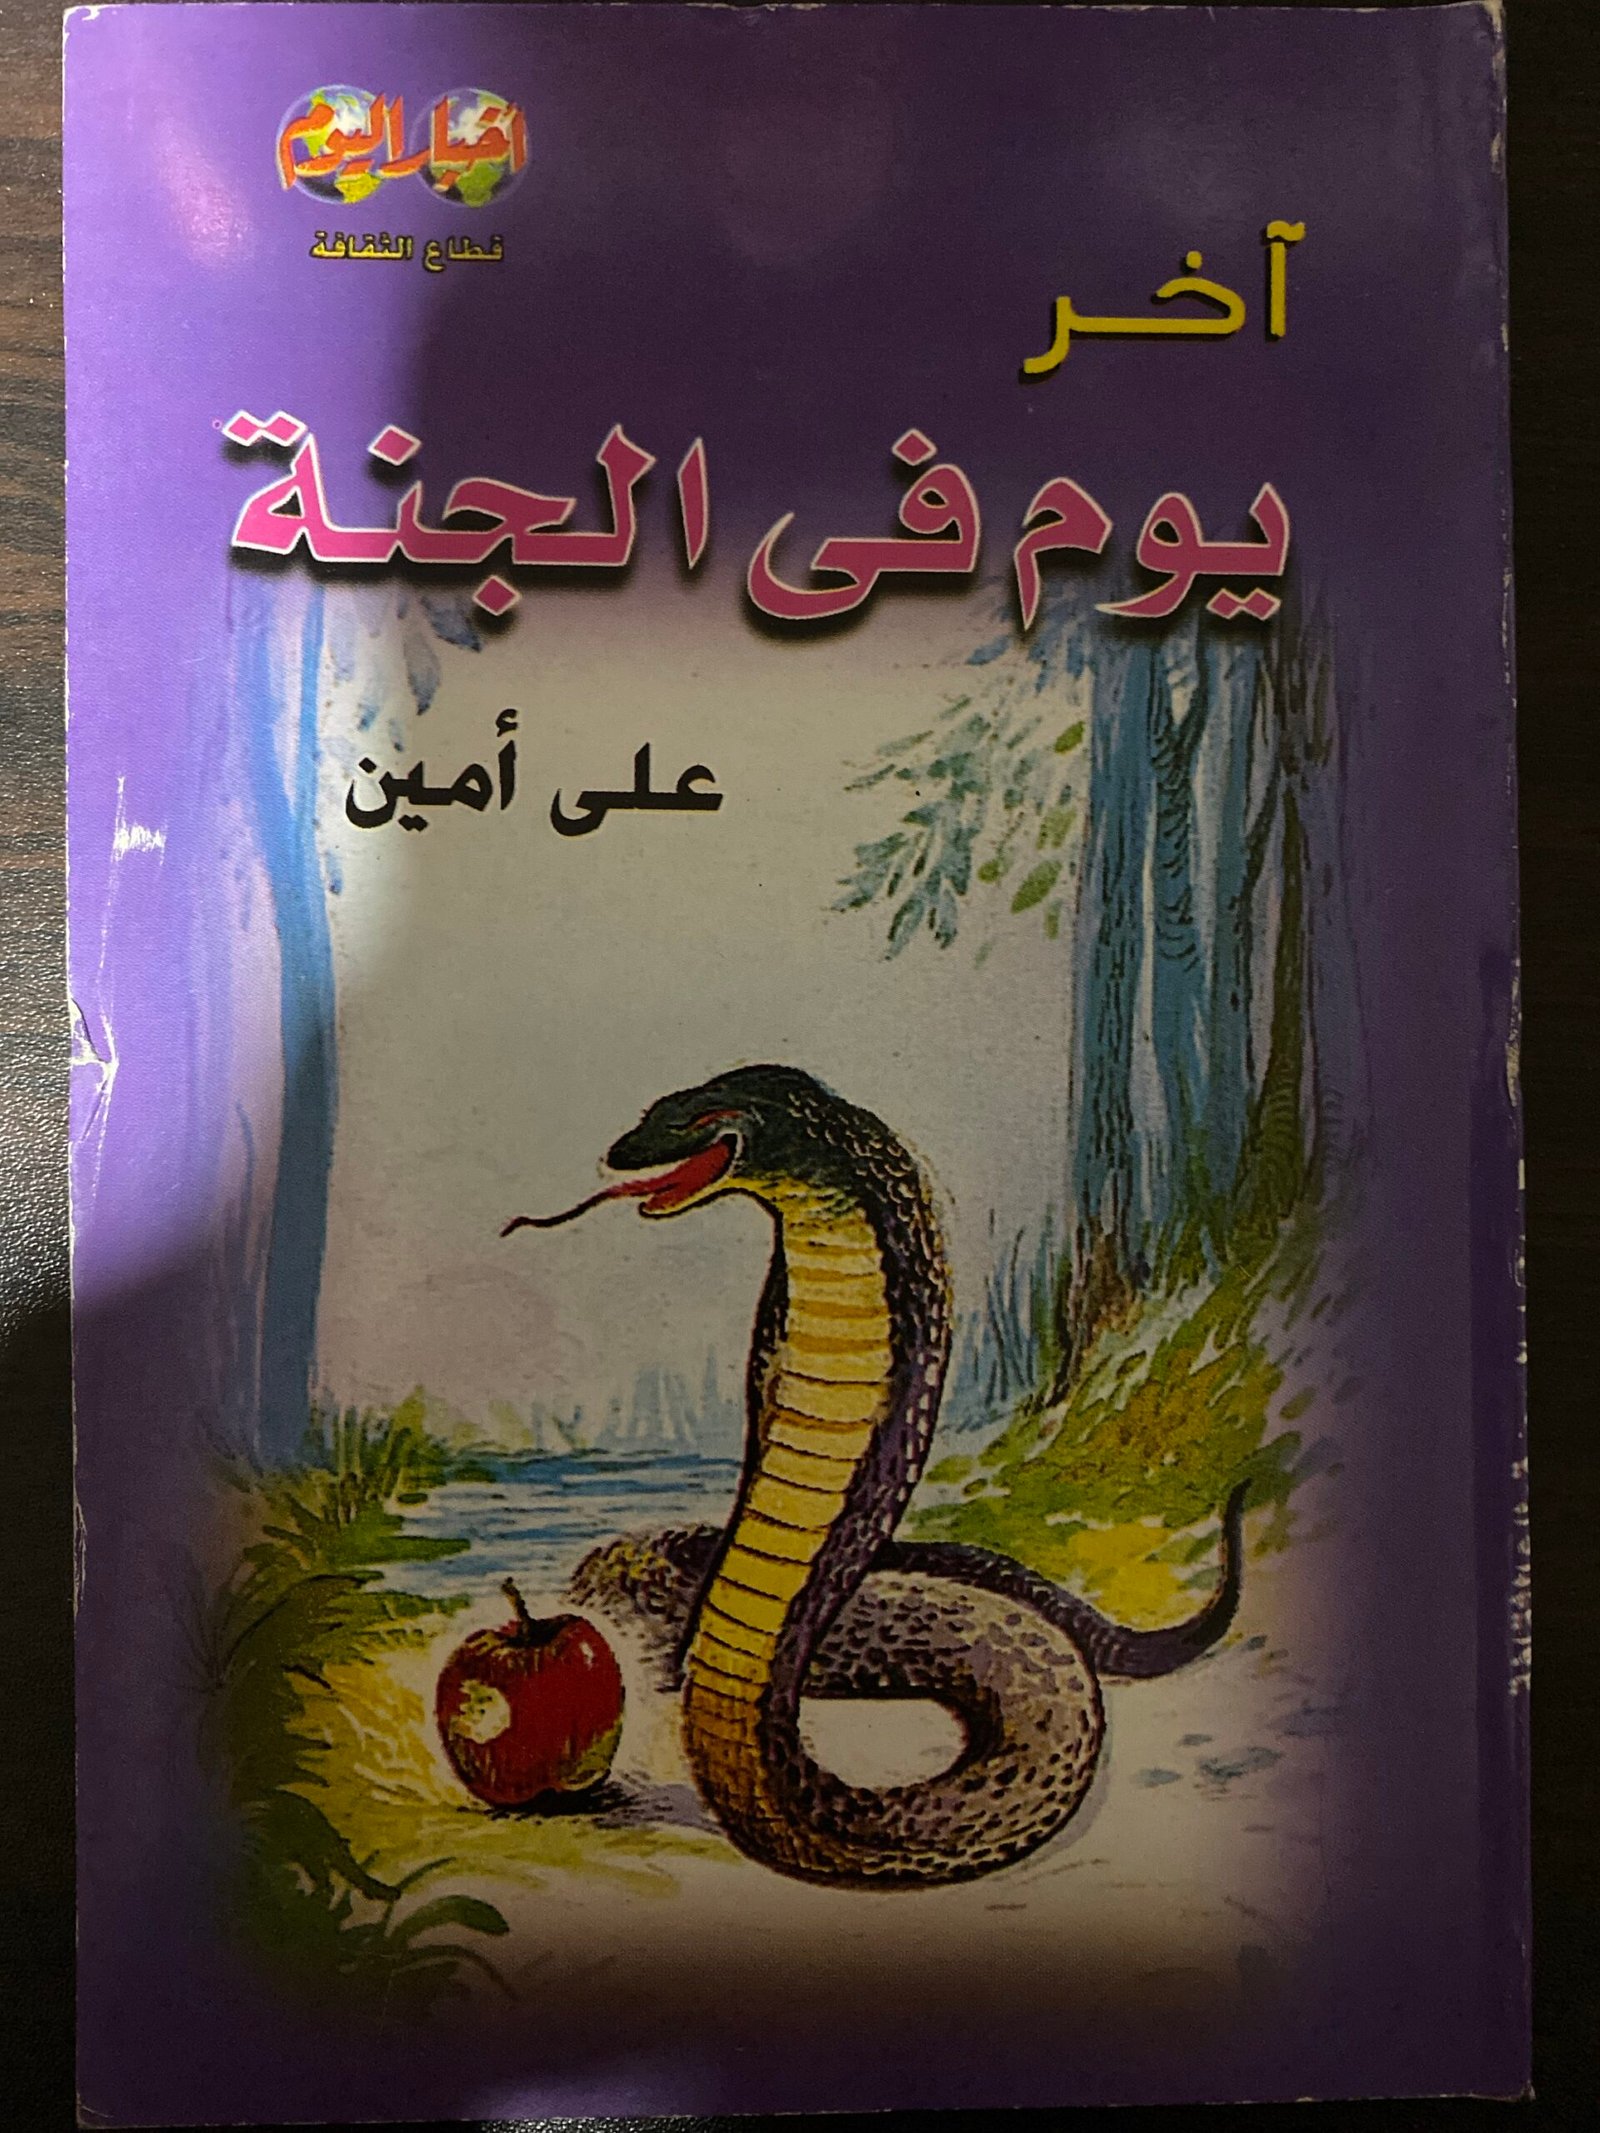 أخبار اليوم
قطاع الثقافة
آخر
يوم فى الجنة
على أمين